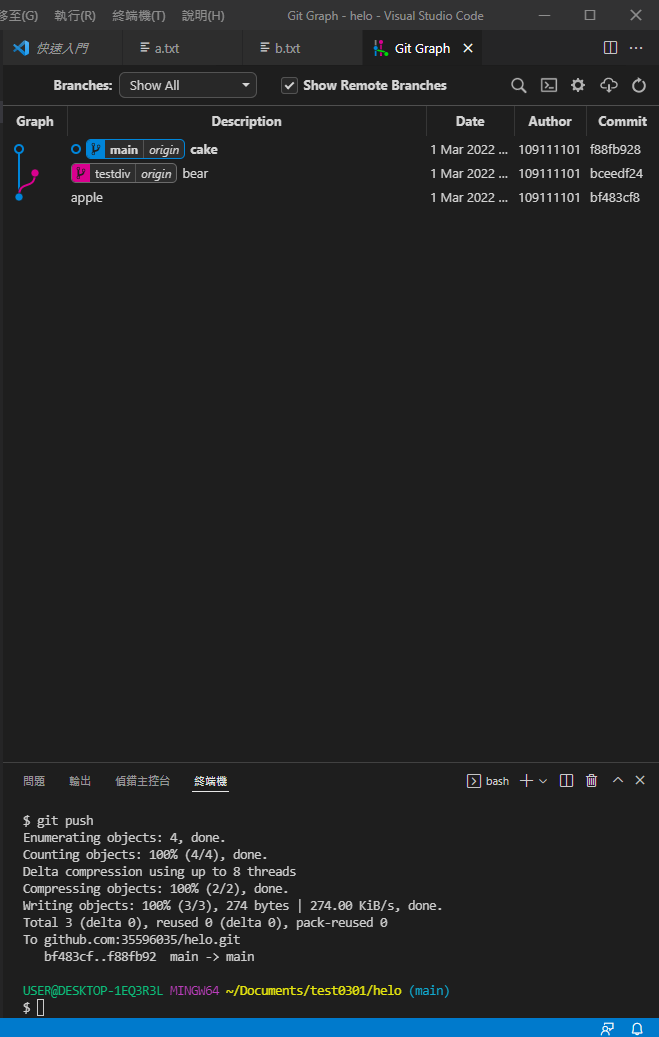 移至(G) 執行(R) 終端機(T) 說明(H) Git Graph - helo - Visual Studio Code
快速入門 a.txt b.txt Git Graph
Branches: Show All Show Remote Branches
Graph Description Date Author Commit
main origin cake 1 Mar 2022 ... 109111101 f88fb928
testdiv origin bear 1 Mar 2022 ... 109111101 bceedf24
apple 1 Mar 2022 ... 109111101 bf483cf8
問題 輸出 偵錯主控台 終端機 bash
$ git push
Enumerating objects: 4, done.
Counting objects: 100% (4/4), done.
Delta compression using up to 8 threads
Compressing objects: 100% (2/2), done.
Writing objects: 100% (3/3), 274 bytes | 274.00 KiB/s, done.
Total 3 (delta 0), reused 0 (delta 0), pack-reused 0
To github.com:35596035/helo.git
bf483cf..f88fb92 main -> main
USER@DESKTOP-1EQ3R3L MINGW64 ~/Documents/test0301/helo (main)
$